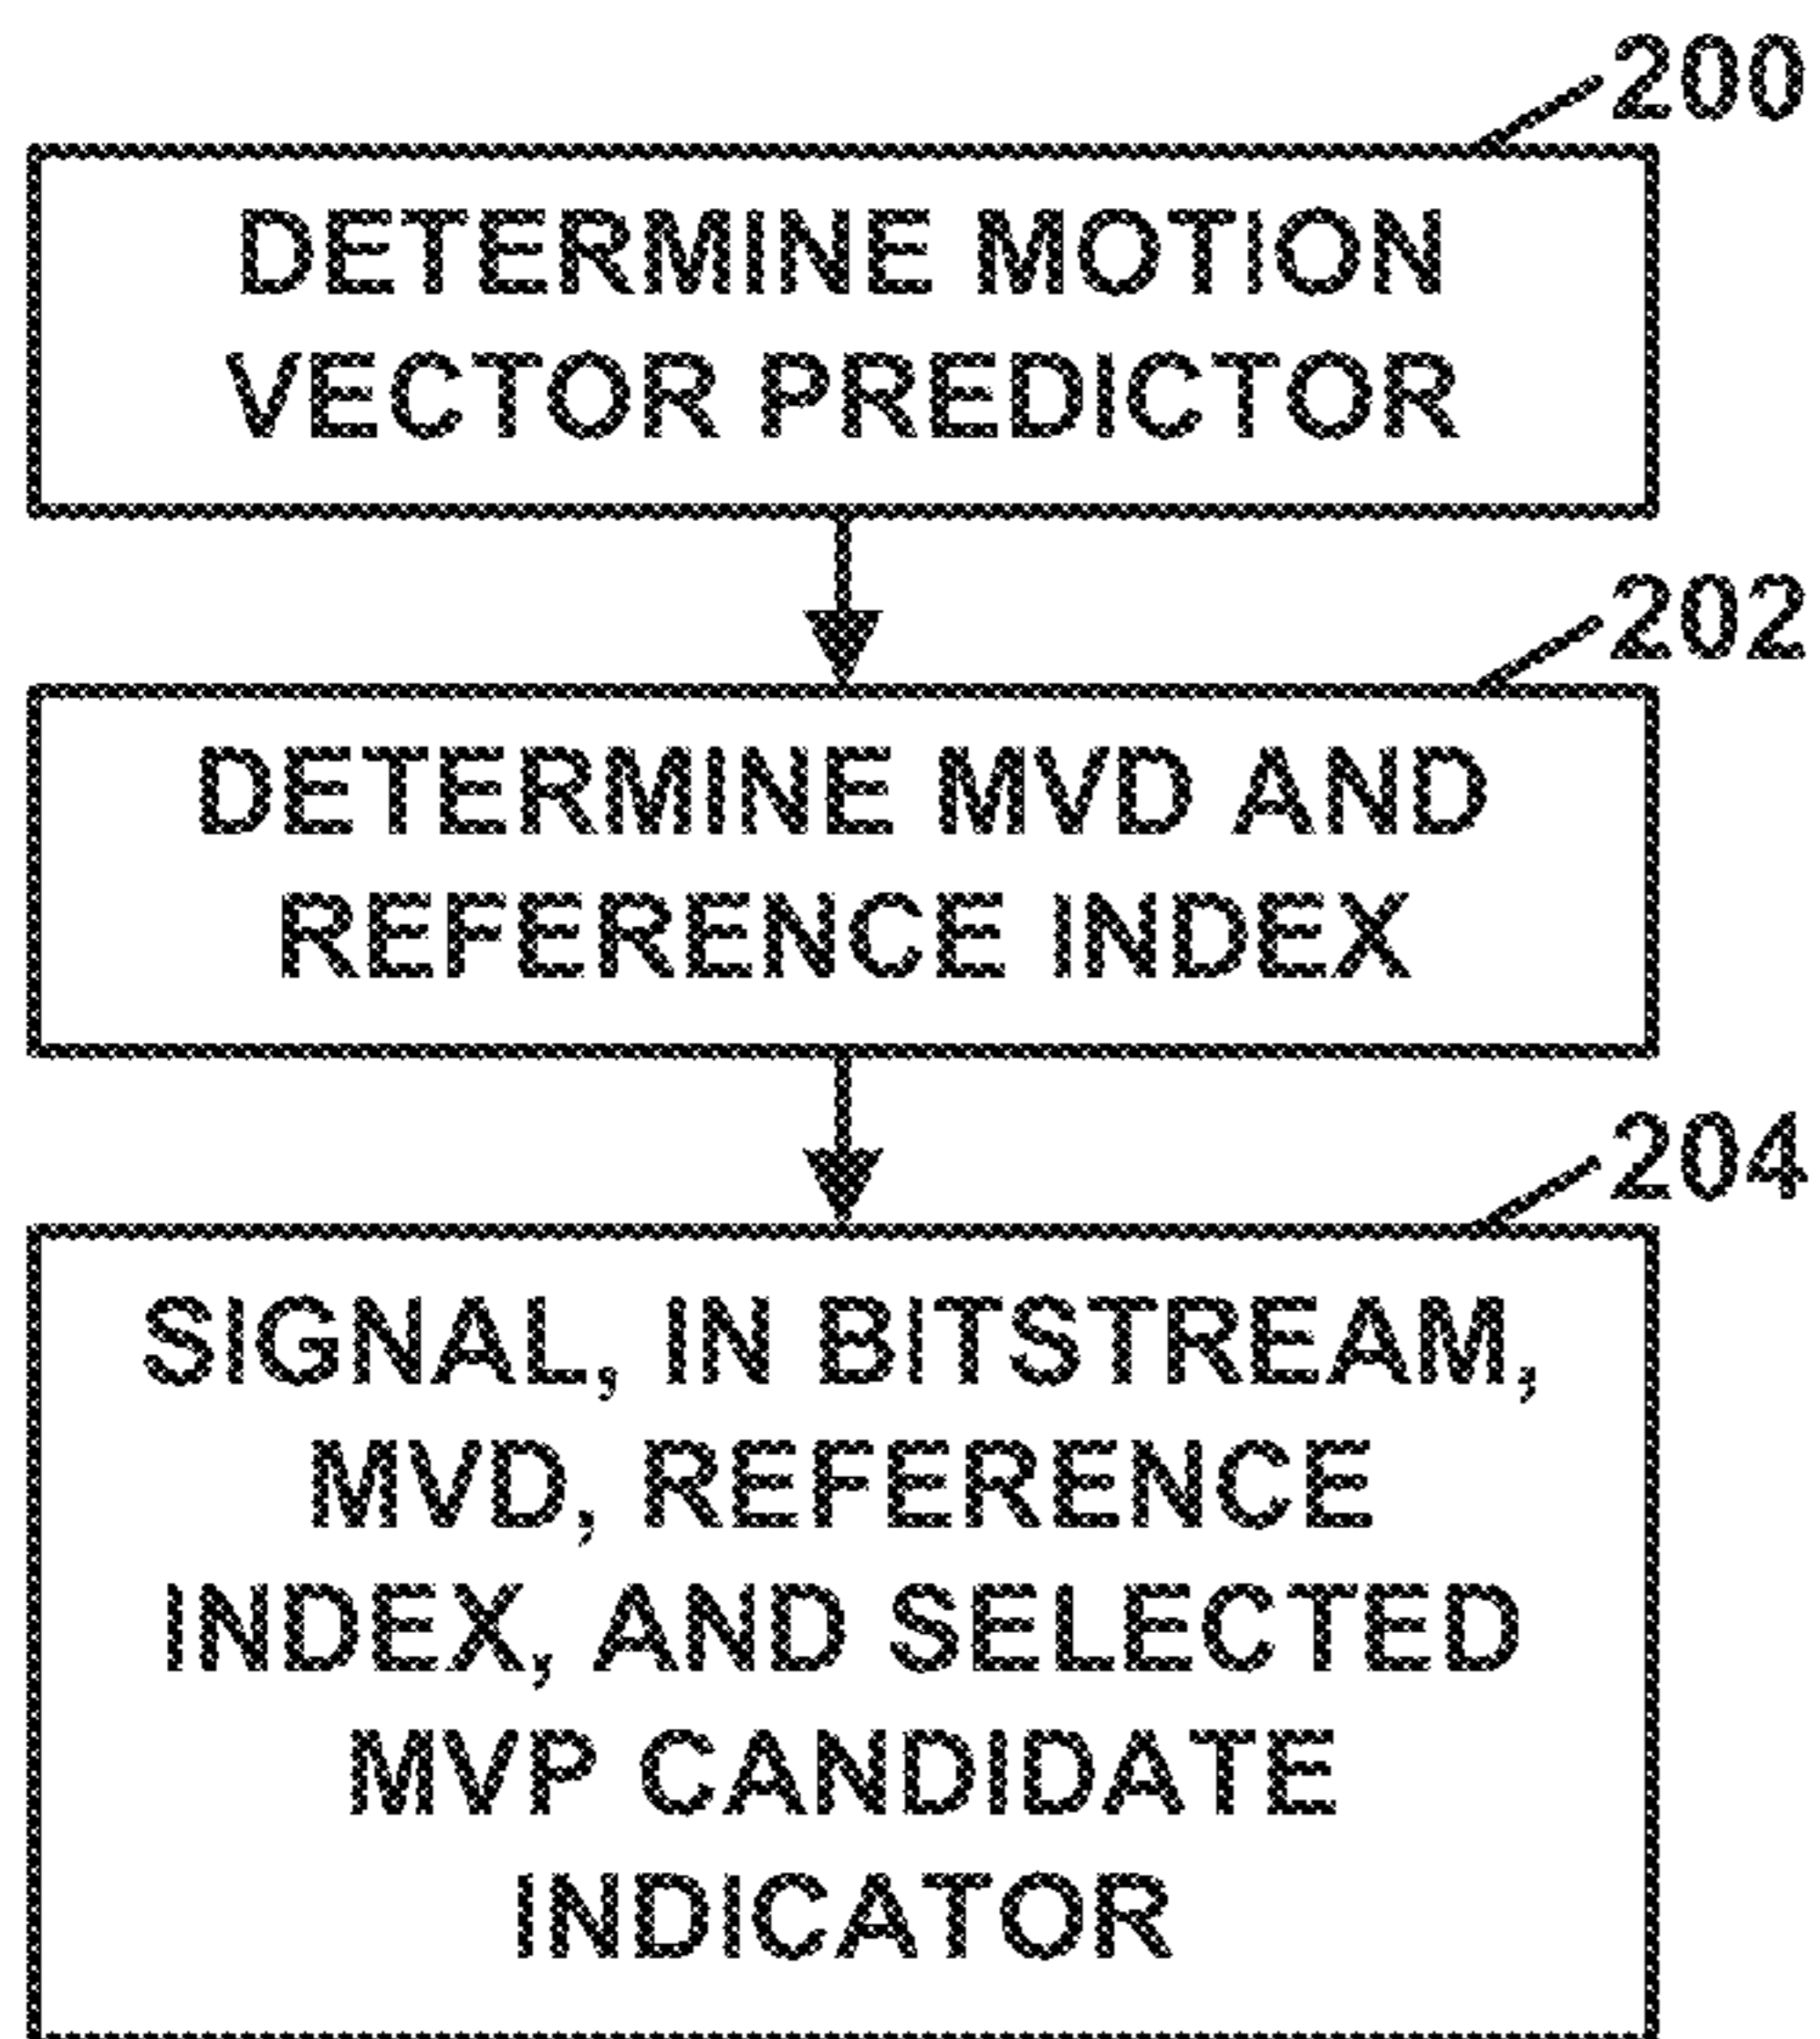 200
DETERMINE MOTION
VECTOR PREDICTOR
202
DETERMINE MVD AND
REFERENCE INDEX
204
SIGNAL, IN BITSTREAM,
MVD, REFERENCE
INDEX, AND SELECTED
MVP CANDIDATE
INDICATOR